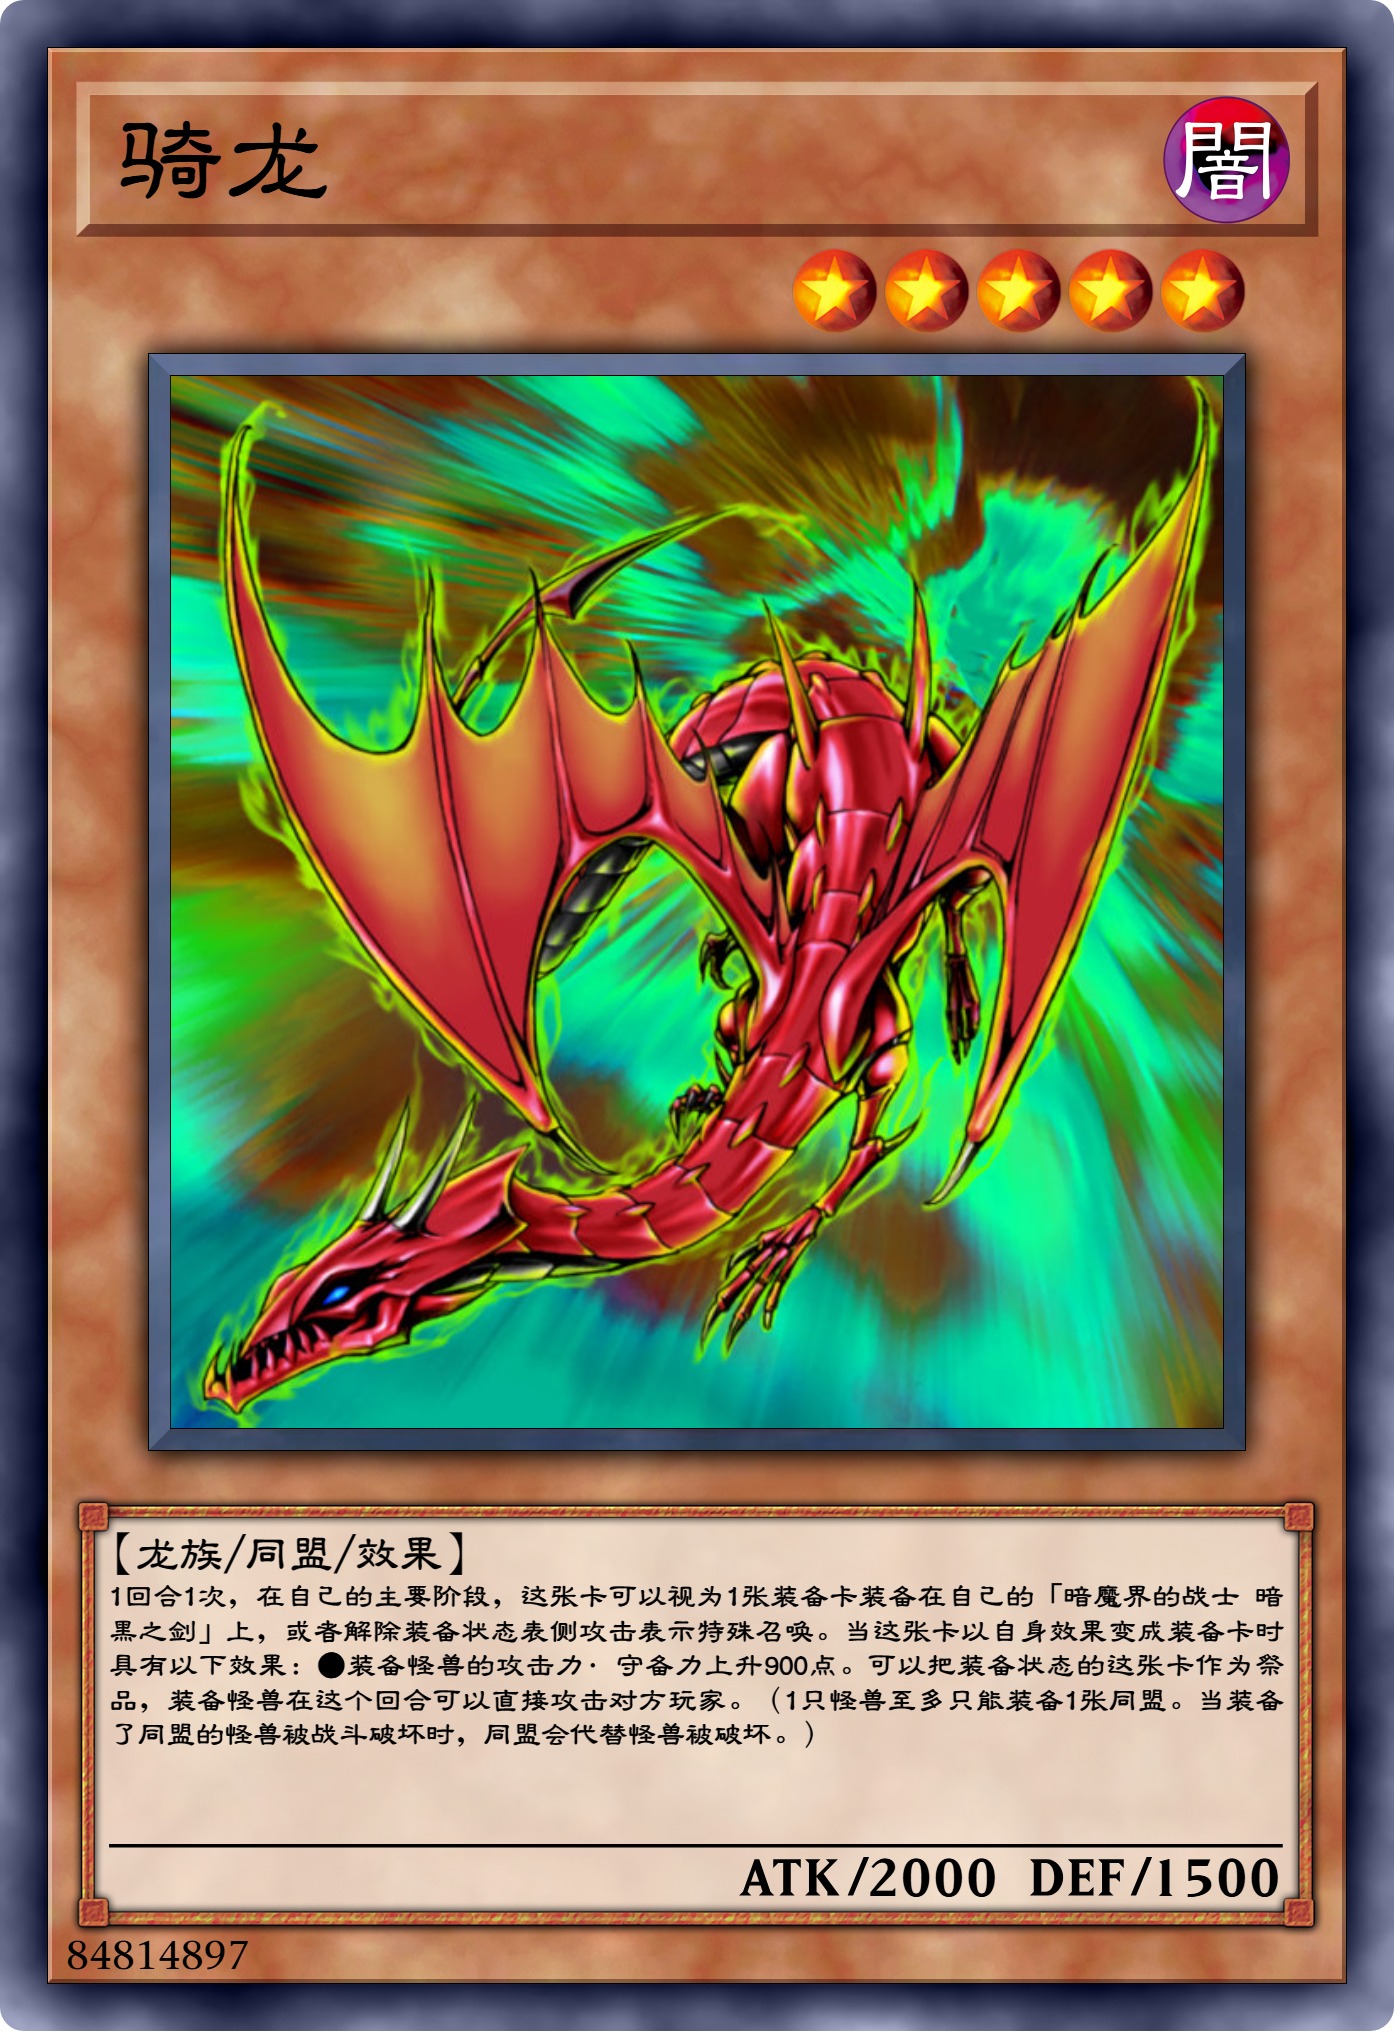 骑龙
闇
【龙族/同盟/效果】
1回合1次，在自己的主要阶段，这张卡可以视为1张装备卡装备在自己的「暗魔界的战士 暗
黑之剑」上，或者解除装备状态表侧攻击表示特殊召唤。当这张卡以自身效果变成装备卡时
具有以下效果：●装备怪兽的攻击力·守备力上升900点。可以把装备状态的这张卡作为祭
品，装备怪兽在这个回合可以直接攻击对方玩家。（1只怪兽至多只能装备1张同盟。当装备
了同盟的怪兽被战斗破坏时，同盟会代替怪兽被破坏。）
ATK/2000 DEF/1500
84814897